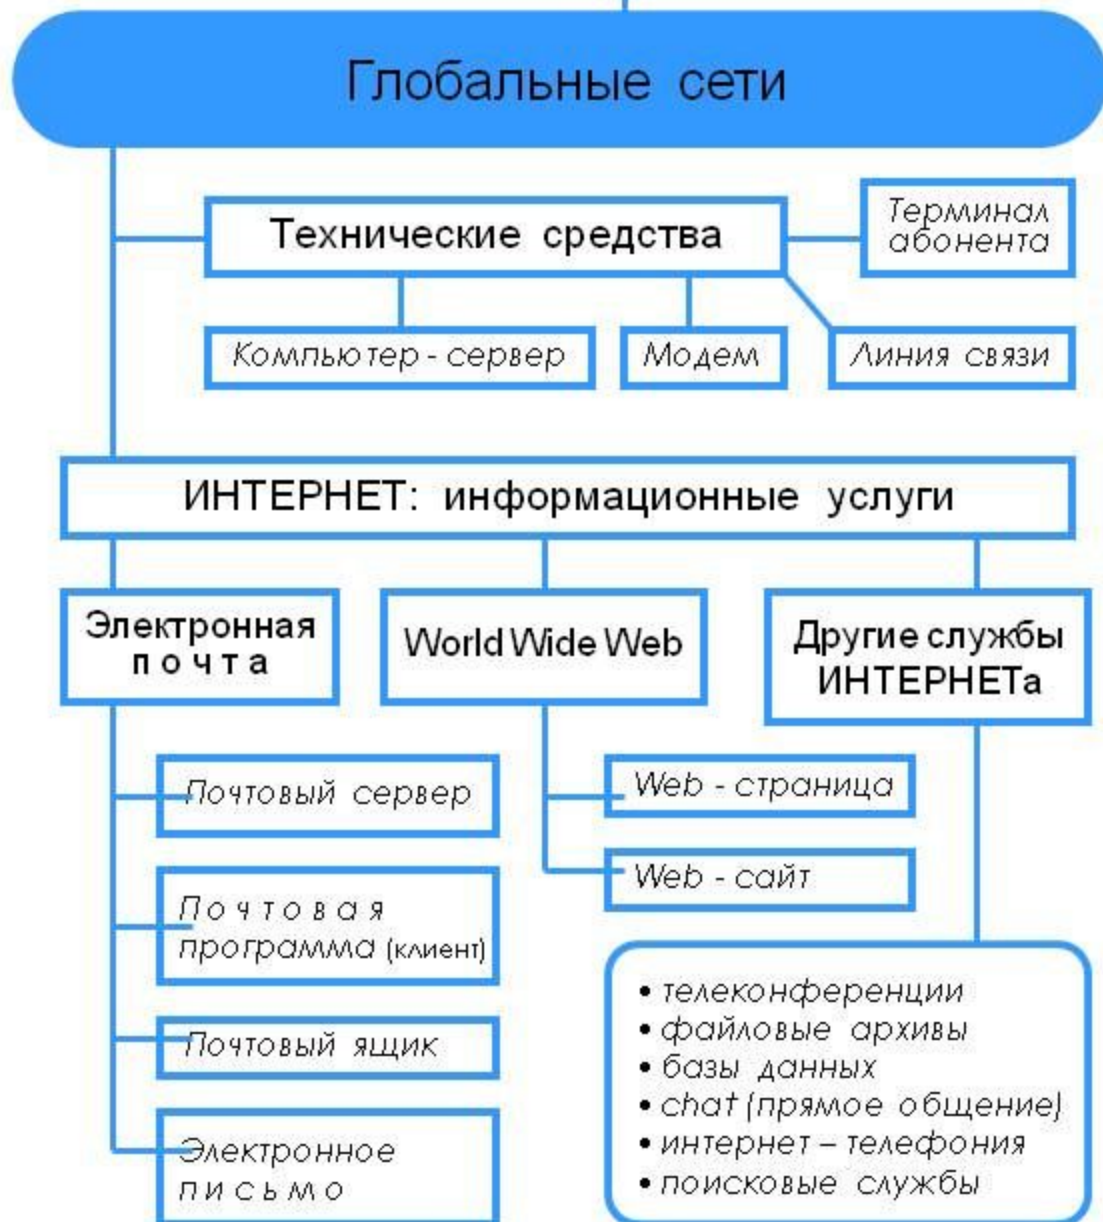 Глобальные сети
Технические средства
Терминал
абонента
Компьютер - сервер
Модем
Линия связи
ИНТЕРНЕТ: информационные услуги
Электронная
почта
World Wide Web
Другие службы
ИНТЕРНЕТа
Почтовый сервер
Почтовая
программа (клиент)
Почтовый ящик
Электронное
письмо
Web - страница
Web - сайт
• телеконференции
• файловые архивы
• базы данных
• chat (прямое общение)
• интернет – телефония
• поисковые службы